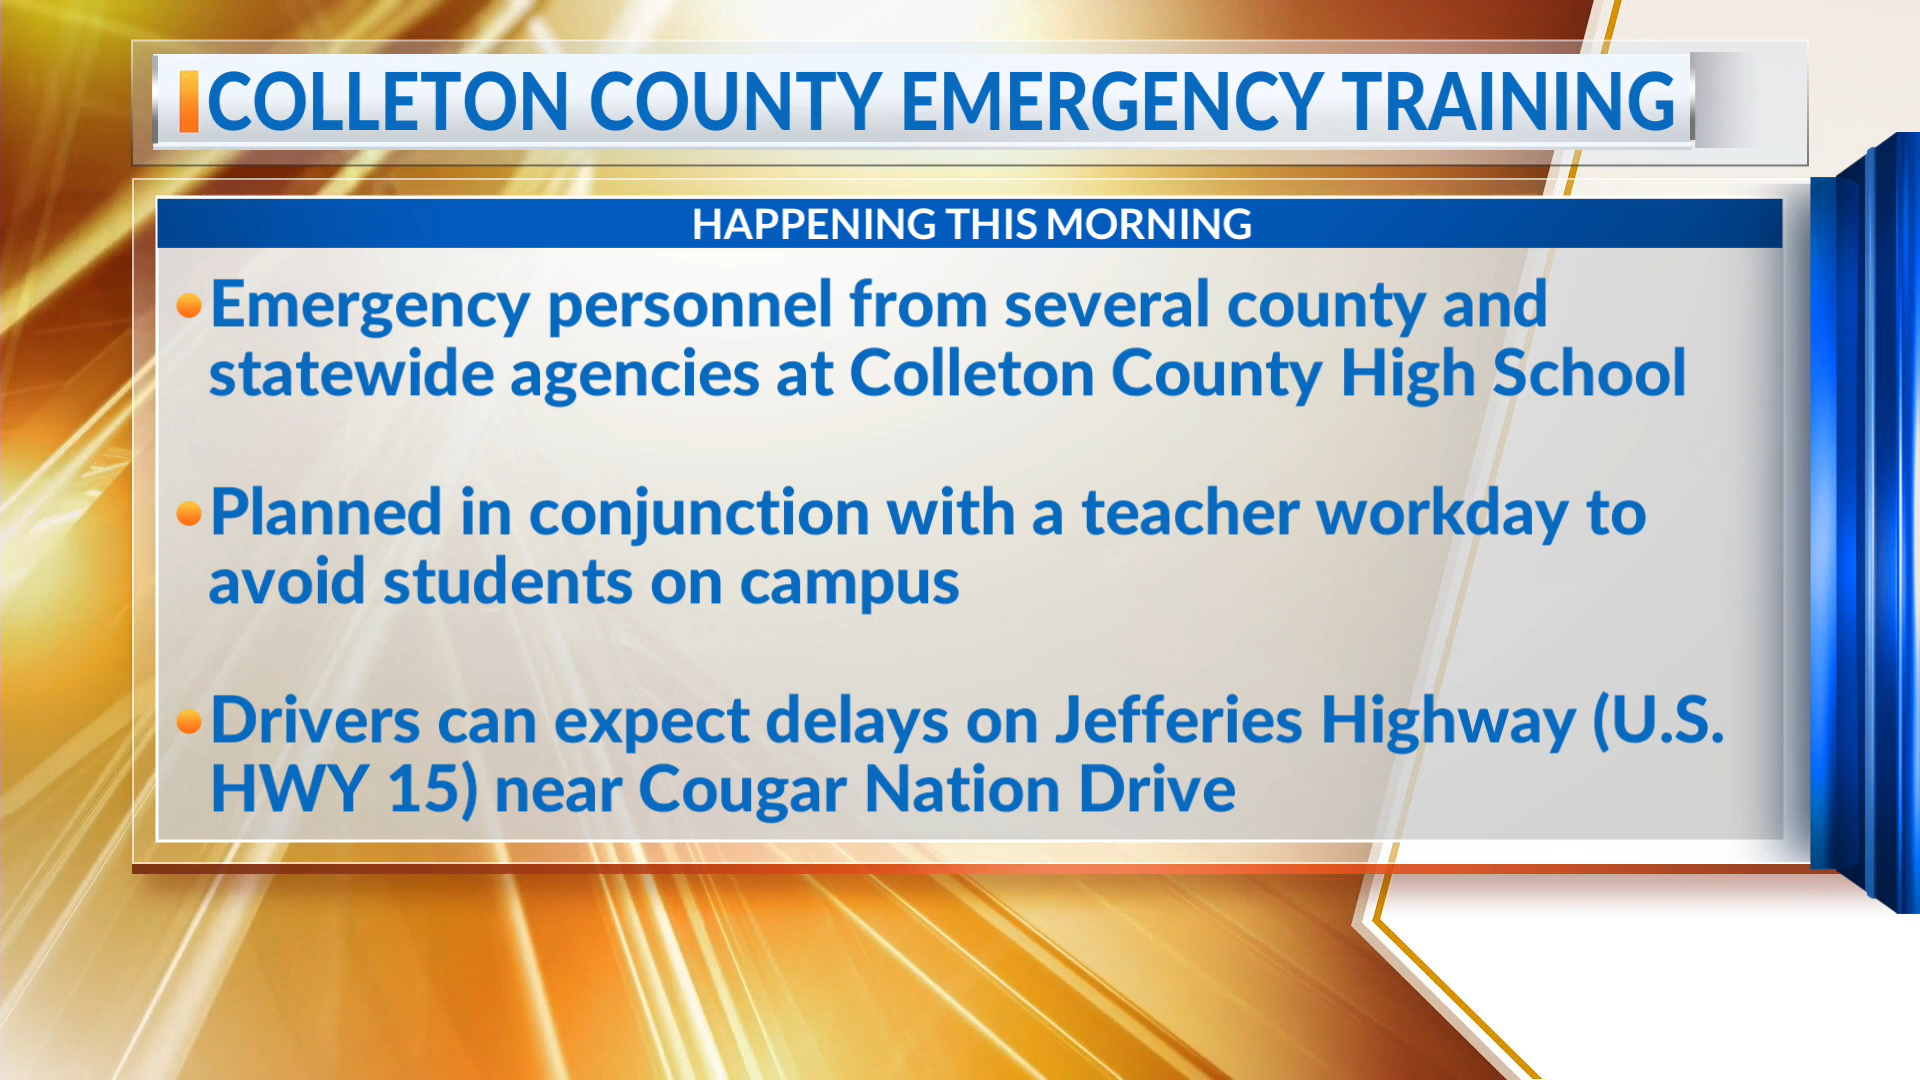 COLLETON COUNTY EMERGENCY TRAINING
HAPPENING THIS MORNING
•Emergency personnel from several county and
statewide agencies at Colleton County High School
•Planned in conjunction with a teacher workday to
avoid students on campus
•Drivers can expect delays on Jefferies Highway (U.S.
HWY 15) near Cougar Nation Drive